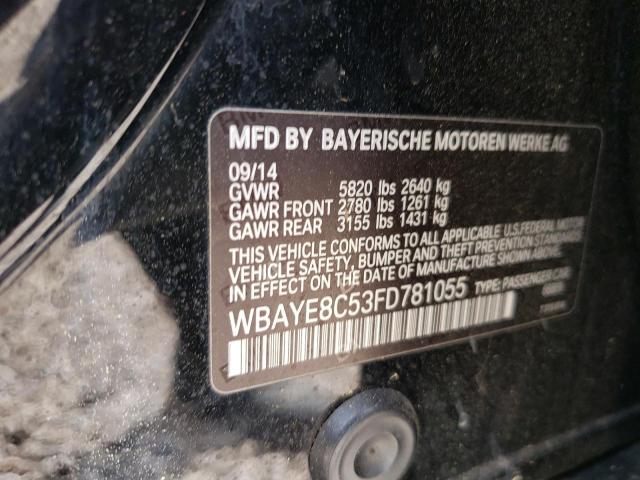 MFD BY BAYERISCHE MOTOREN WERKE AG
09/14
GVWR 5820 lbs 2640 kg
GAWR FRONT 2780 lbs 1261 kg
GAWR REAR 3155 lbs 1431 kg
THIS VEHICLE CONFORMS TO ALL APPLICABLE U.S.FEDERAL MOTOR
VEHICLE SAFETY, BUMPER AND THEFT PREVENTION STANDARDS
IN EFFECT ON THE DATE OF MANUFACTURE SHOWN ABOVE.
WBAYE8C53FD781055 TYPE: PASSENGER CAR